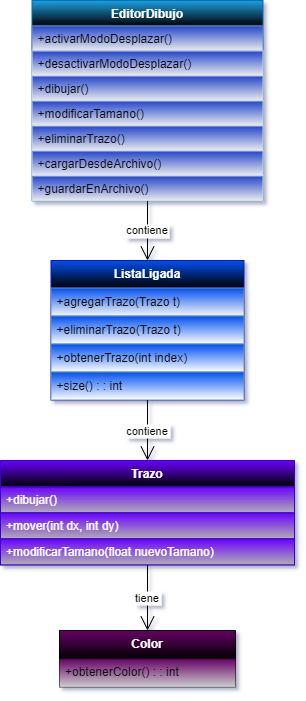 EditorDibujo
+activarModoDesplazar()
+desactivarModoDesplazar()
+dibujar()
+modificarTamano()
+eliminarTrazo()
+cargarDesdeArchivo()
+guardarEnArchivo()
contiene
ListaLigada
+agregarTrazo(Trazo t)
+eliminarTrazo(Trazo t)
+obtenerTrazo(int index)
+size() : : int
contiene
Trazo
+dibujar()
+mover(int dx, int dy)
+modificarTamano(float nuevoTamano)
tiene
Color
+obtenerColor() : : int